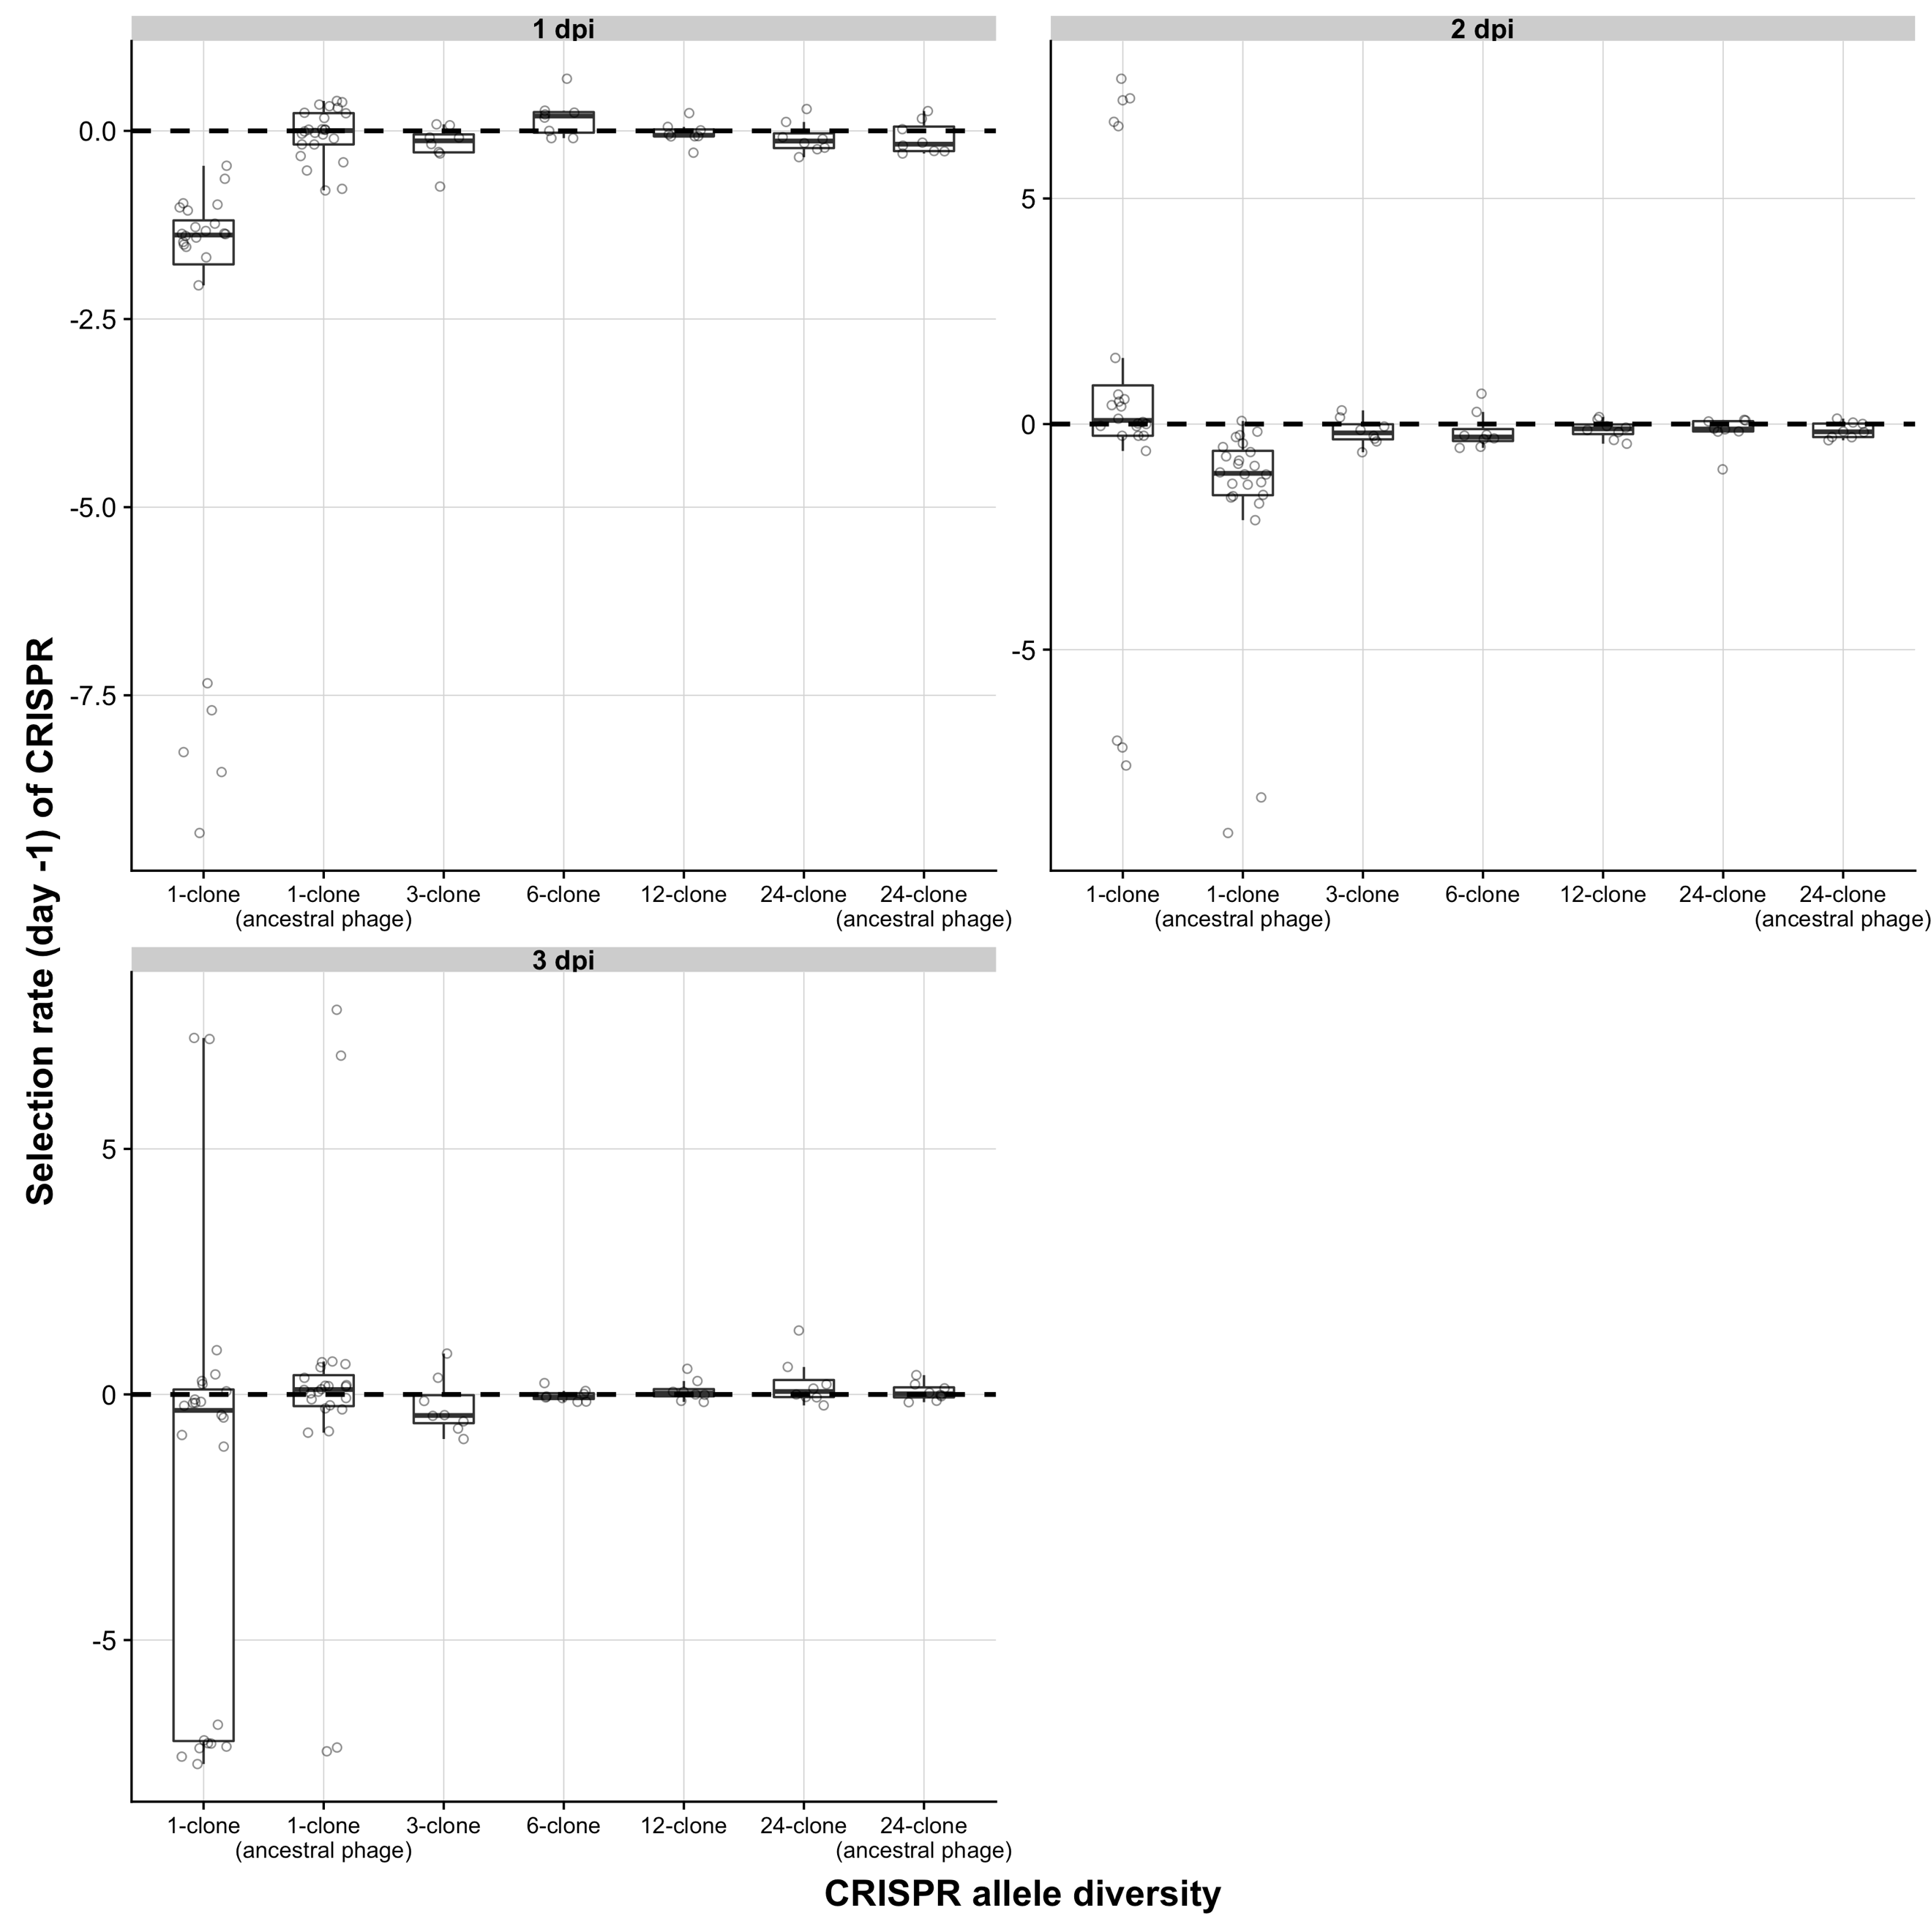 1 dpi
0.0
-2.5
-5.0
-7.5
1-clone 1-clone 3-clone 6-clone 12-clone 24-clone 24-clone
(ancestral phage) (ancestral phage)
2 dpi
5
0
-5
1-clone 1-clone 3-clone 6-clone 12-clone 24-clone 24-clone
(ancestral phage) (ancestral phage)
Selection rate (day -1) of CRISPR
3 dpi
5
0
-5
1-clone 1-clone 3-clone 6-clone 12-clone 24-clone 24-clone
(ancestral phage) (ancestral phage)
CRISPR allele diversity